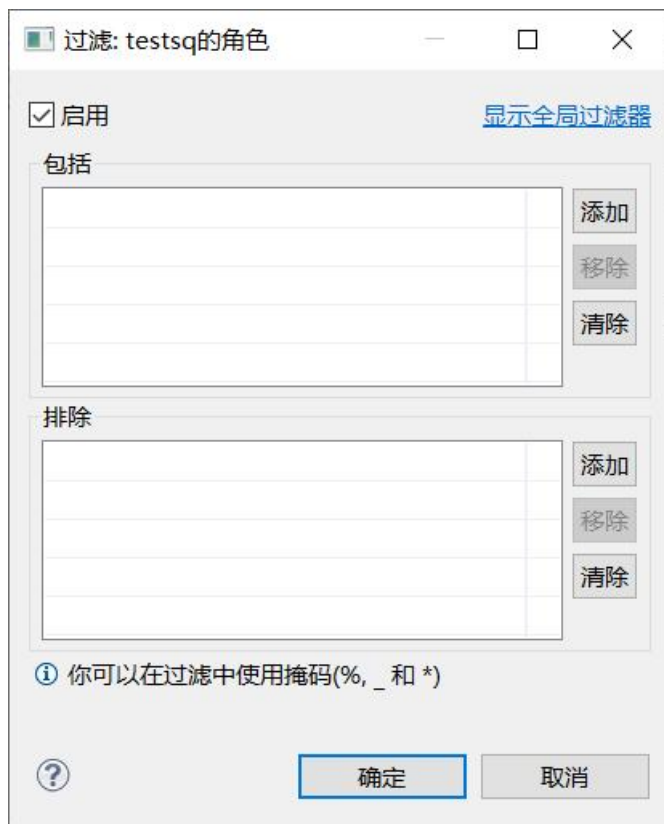 过滤: testsq的角色
启用
显示全局过滤器
包括
添加
移除
清除
排除
添加
移除
清除
你可以在过滤中使用掩码(%, _ 和 *)
确定
取消